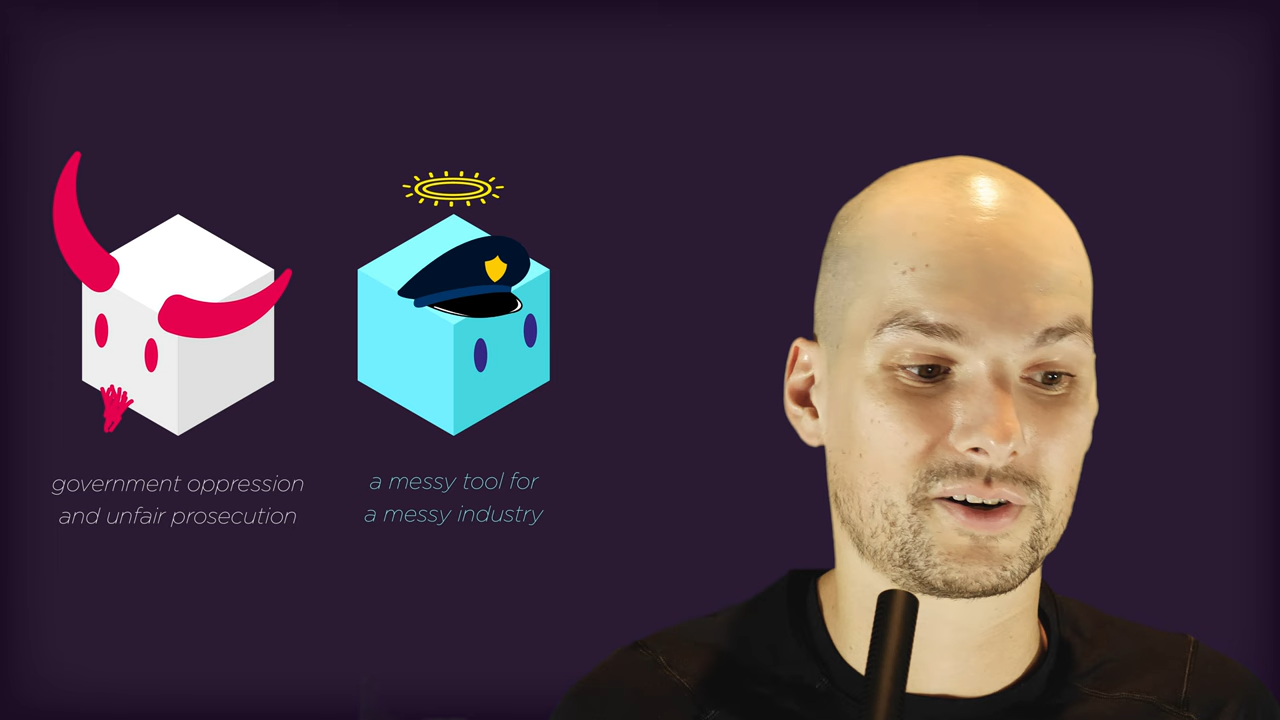 government oppression
and unfair prosecution
a messy tool for
a messy industry